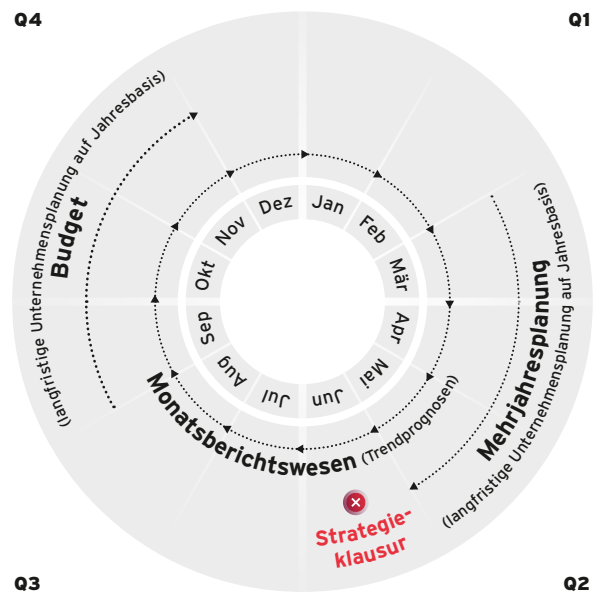 Q4
Q1
Budget
(langfristige Unternehmensplanung auf Jahresbasis)
Jan
Feb
Mär
Apr
Mai
Jun
Jul
Aug
Sep
Okt
Nov
Dez
Mehrjahresplanung
(langfristige Unternehmensplanung auf Jahresbasis)
Monatsberichtswesen (Trendprognosen)
Strategie-
klausur
Q3
Q2